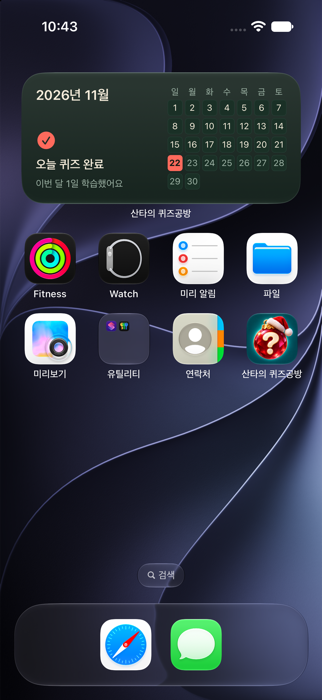 10:43
2026년 11월
오늘 퀴즈 완료
이번 달 1일 학습했어요
일 월 화 수 목 금 토
1 2 3 4 5 6 7
8 9 10 11 12 13 14
15 16 17 18 19 20 21
22 23 24 25 26 27 28
29 30
산타의 퀴즈공방
Fitness Watch 미리 알림 파일
미리보기 유틸리티 연락처 산타의 퀴즈공방
검색